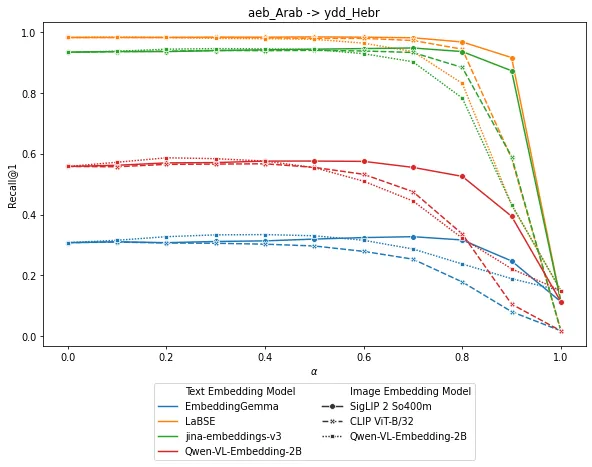 aeb_Arab -> ydd_Hebr
Recall@1
1.0
0.8
0.6
0.4
0.2
0.0
0.0 0.2 0.4 0.6 0.8 1.0
α
Text Embedding Model
EmbeddingGemma
LaBSE
jina-embeddings-v3
Qwen-VL-Embedding-2B
Image Embedding Model
SigLIP 2 So400m
CLIP ViT-B/32
Qwen-VL-Embedding-2B